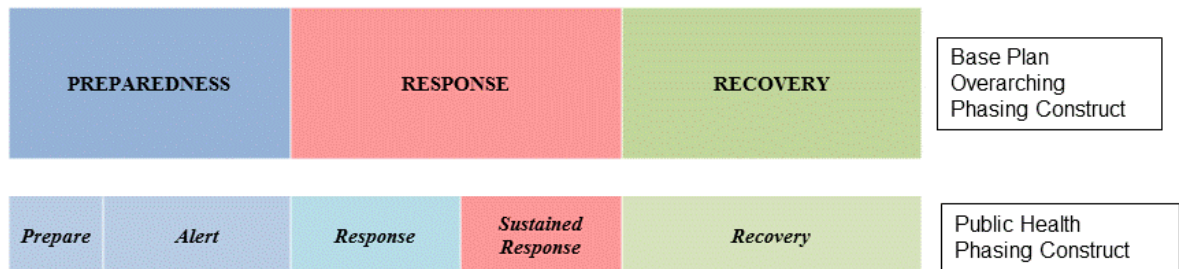 PREPAREDNESS
RESPONSE
RECOVERY
Base Plan
Overarching
Phasing Construct
Prepare
Alert
Response
Sustained
Response
Recovery
Public Health
Phasing Construct